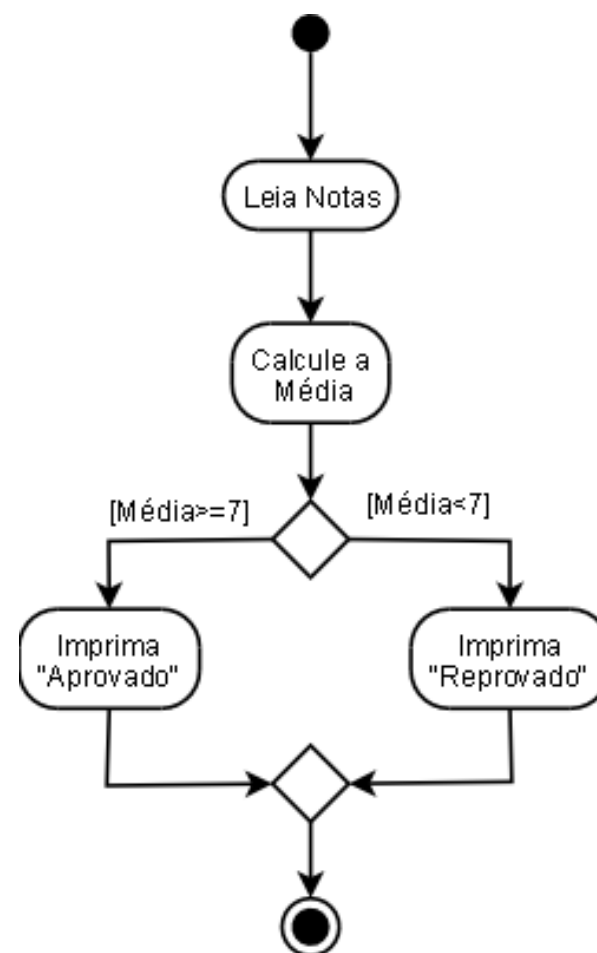 Leia Notas
Calcule a
Média
[Média>=7]
[Média<7]
Imprima
"Aprovado"
Imprima
"Reprovado"